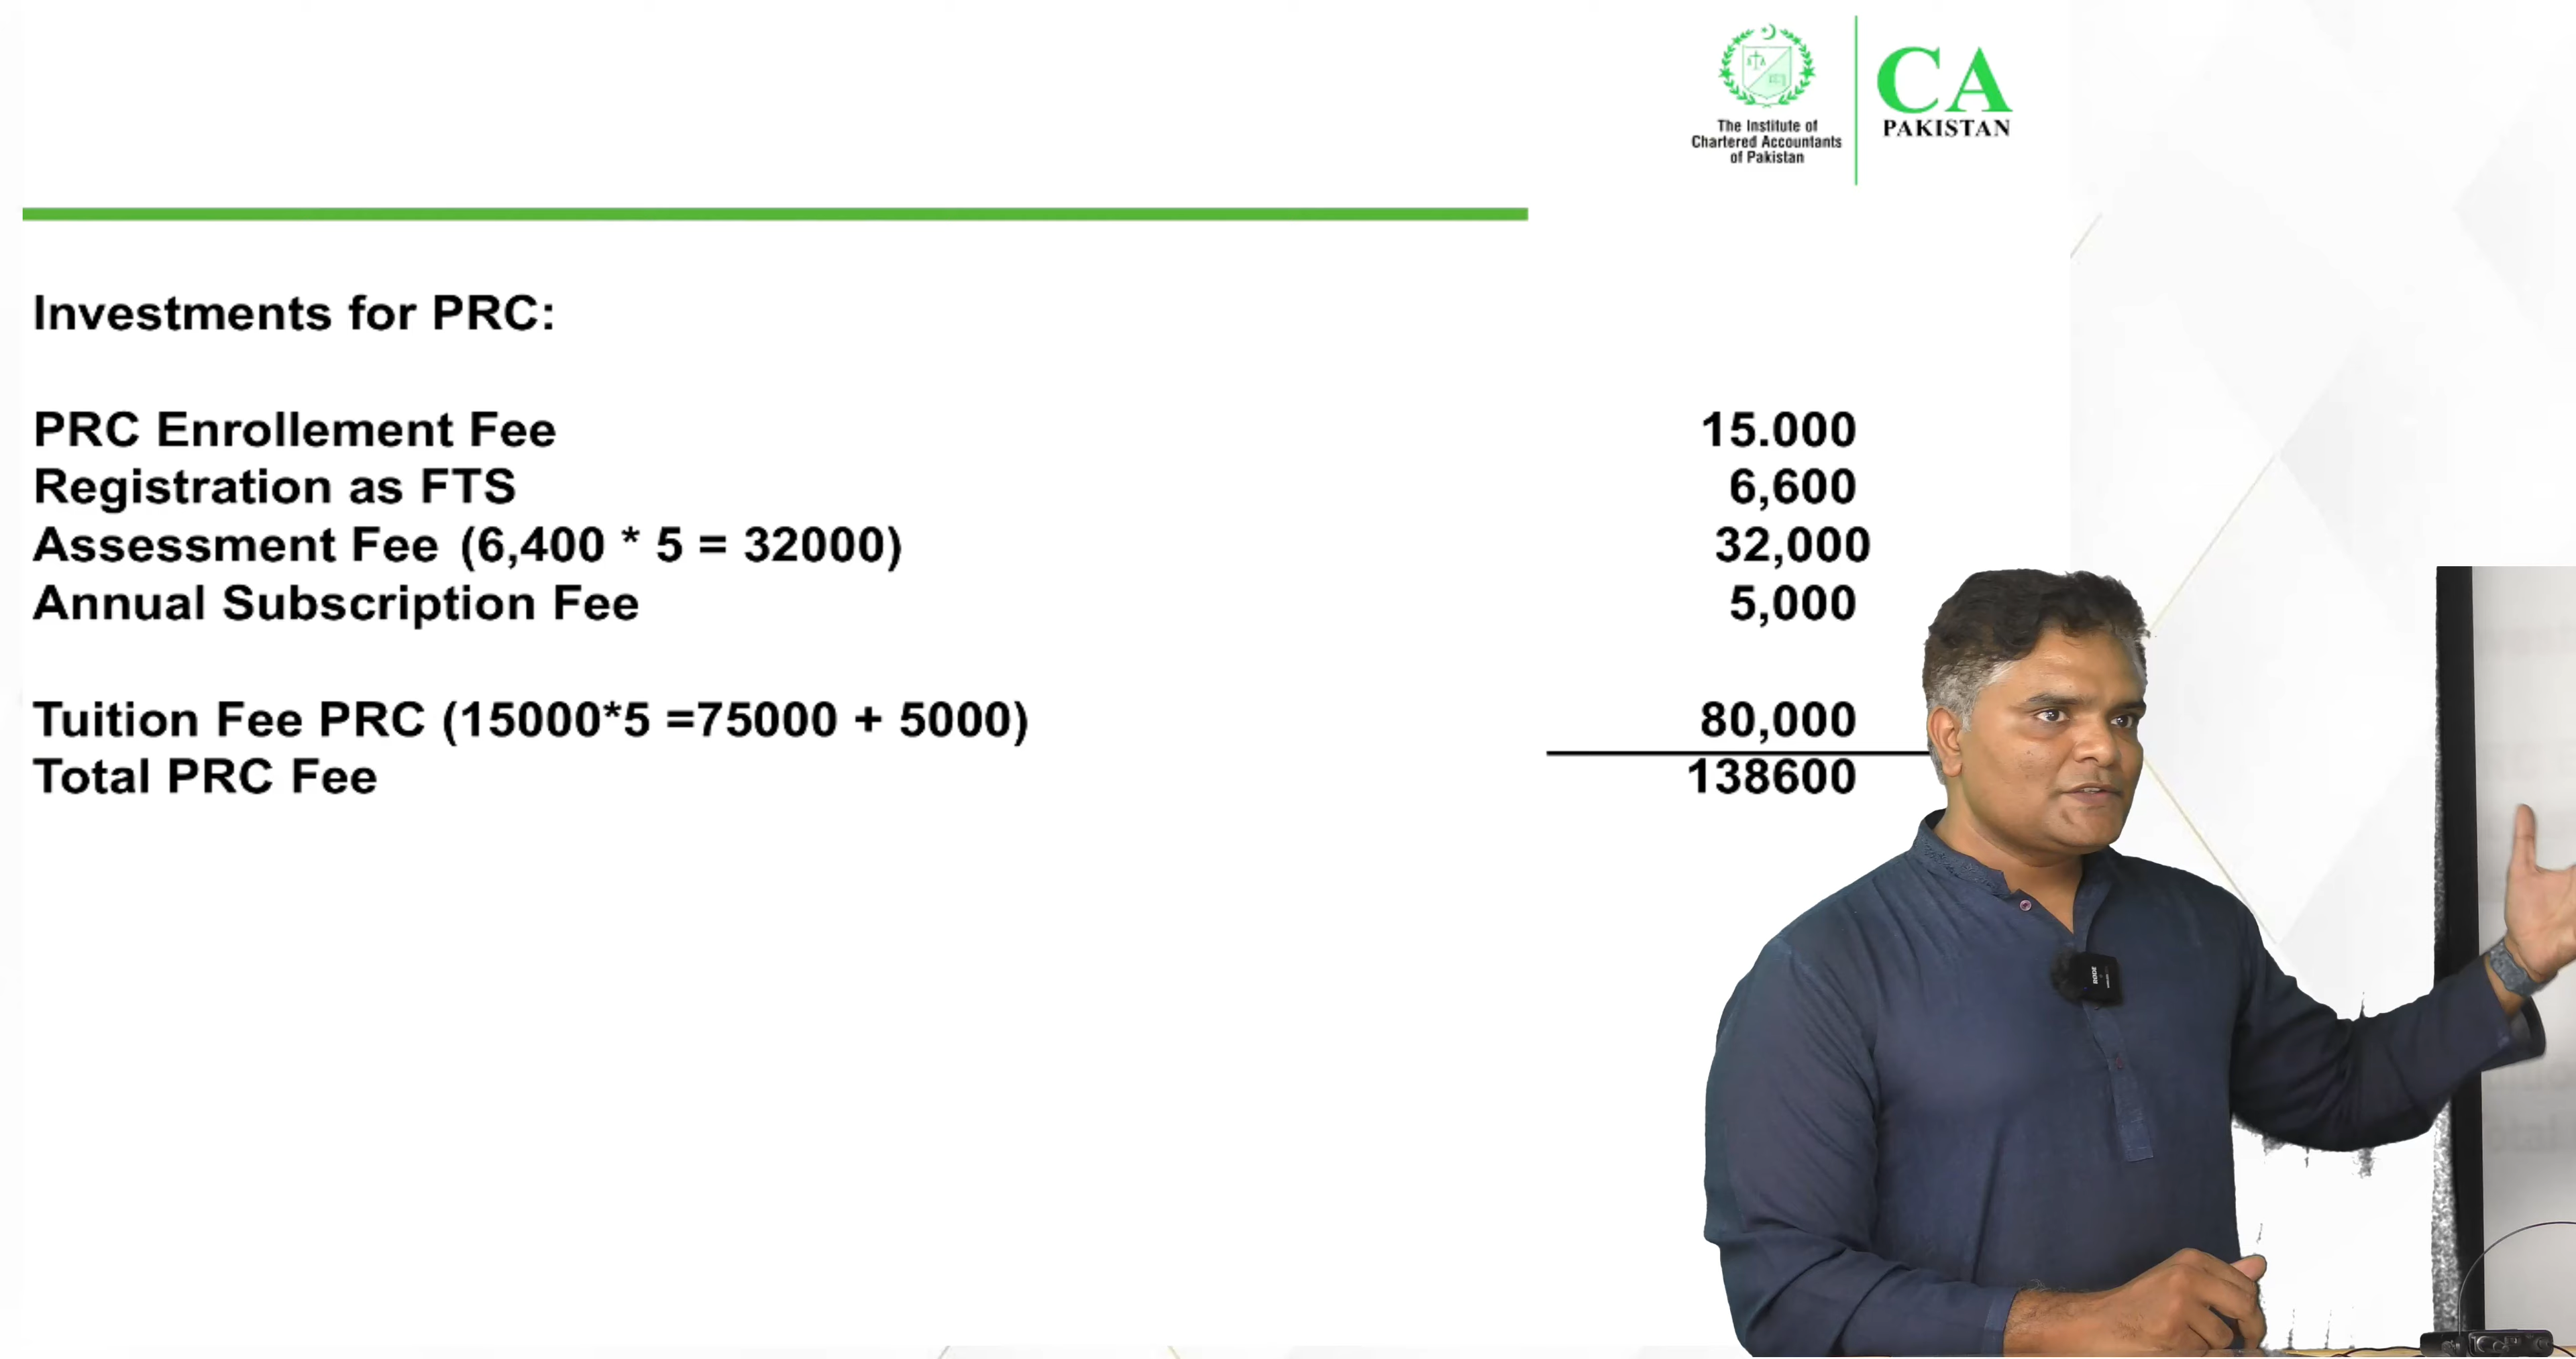 The Institute of
Chartered Accountants
of Pakistan
CA
PAKISTAN
Investments for PRC:
PRC Enrollement Fee 15.000
Registration as FTS 6,600
Assessment Fee (6,400 * 5 = 32000) 32,000
Annual Subscription Fee 5,000
Tuition Fee PRC (15000*5 =75000 + 5000) 80,000
Total PRC Fee 138600
RØDE